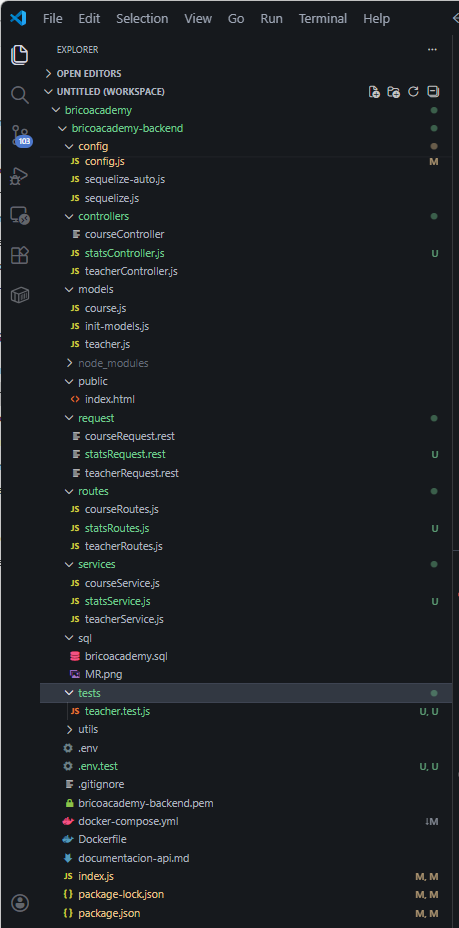 File Edit Selection View Go Run Terminal Help
EXPLORER
OPEN EDITORS
UNTITLED (WORKSPACE)
bricoacademy
bricoacademy-backend
103
config
JS config.js M
JS sequelize-auto.js
JS sequelize.js
controllers
courseController
JS statsController.js U
JS teacherController.js
models
JS course.js
JS init-models.js
JS teacher.js
node_modules
public
<> index.html
request
courseRequest.rest
statsRequest.rest U
teacherRequest.rest
routes
JS courseRoutes.js
JS statsRoutes.js U
JS teacherRoutes.js
services
JS courseService.js
JS statsService.js U
JS teacherService.js
sql
bricoacademy.sql
MR.png
tests
JS teacher.test.js U, U
utils
.env
.env.test U, U
.gitignore
bricoacademy-backend.pem
docker-compose.yml ↓M
Dockerfile
documentacion-api.md
JS index.js M, M
{} package-lock.json M, M
{} package.json M, M